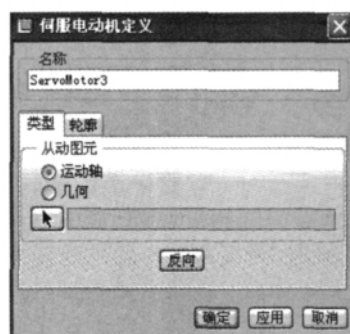 伺服电动机定义
名称
ServoMotor3
类型 轮廓
从动图元
运动轴
几何
反向
确定 应用 取消